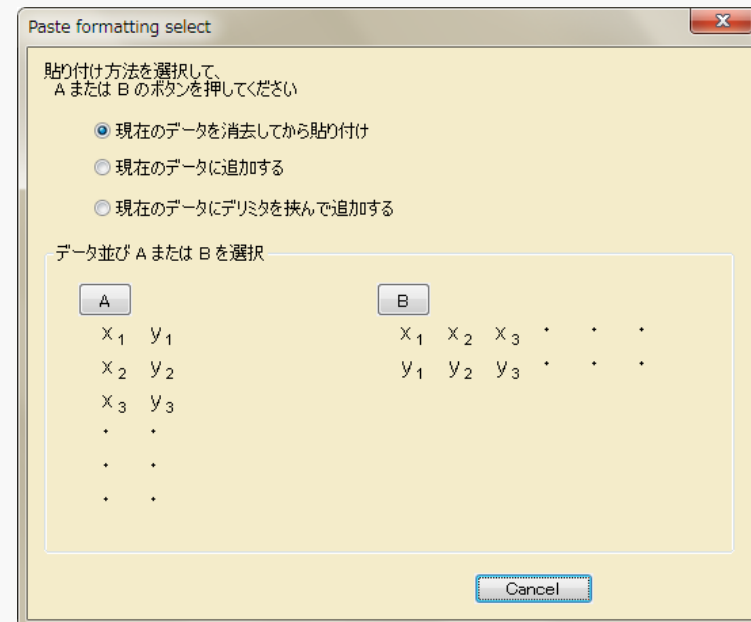 Paste formatting select
貼り付け方法を選択して、
A または B のボタンを押してください
現在のデータを消去してから貼り付け
現在のデータに追加する
現在のデータにデリミタを挟んで追加する
データ並び A または B を選択
A
B
x₁ y₁
x₂ y₂
x₃ y₃
x₁ x₂ x₃ ・ ・ ・
y₁ y₂ y₃ ・ ・ ・
Cancel